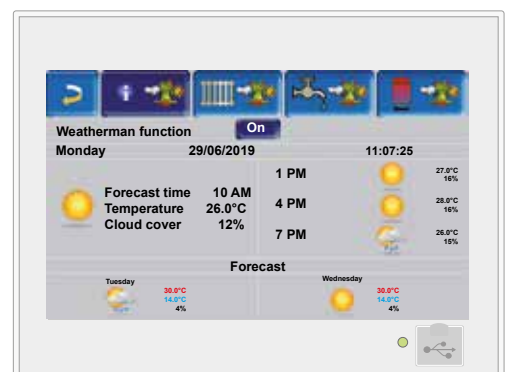 Weatherman function On
Monday 29/06/2019 11:07:25
Forecast time 10 AM
Temperature 26.0°C
Cloud cover 12%
1 PM 27.0°C
16%
4 PM 28.0°C
16%
7 PM 26.0°C
15%
Forecast
Tuesday
30.0°C
14.0°C
4%
Wednesday
30.0°C
14.0°C
4%